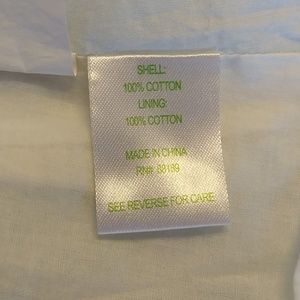 SHELL:
100% COTTON
LINING:
100% COTTON
MADE IN CHINA
RN#
SEE REVERSE FOR CARE